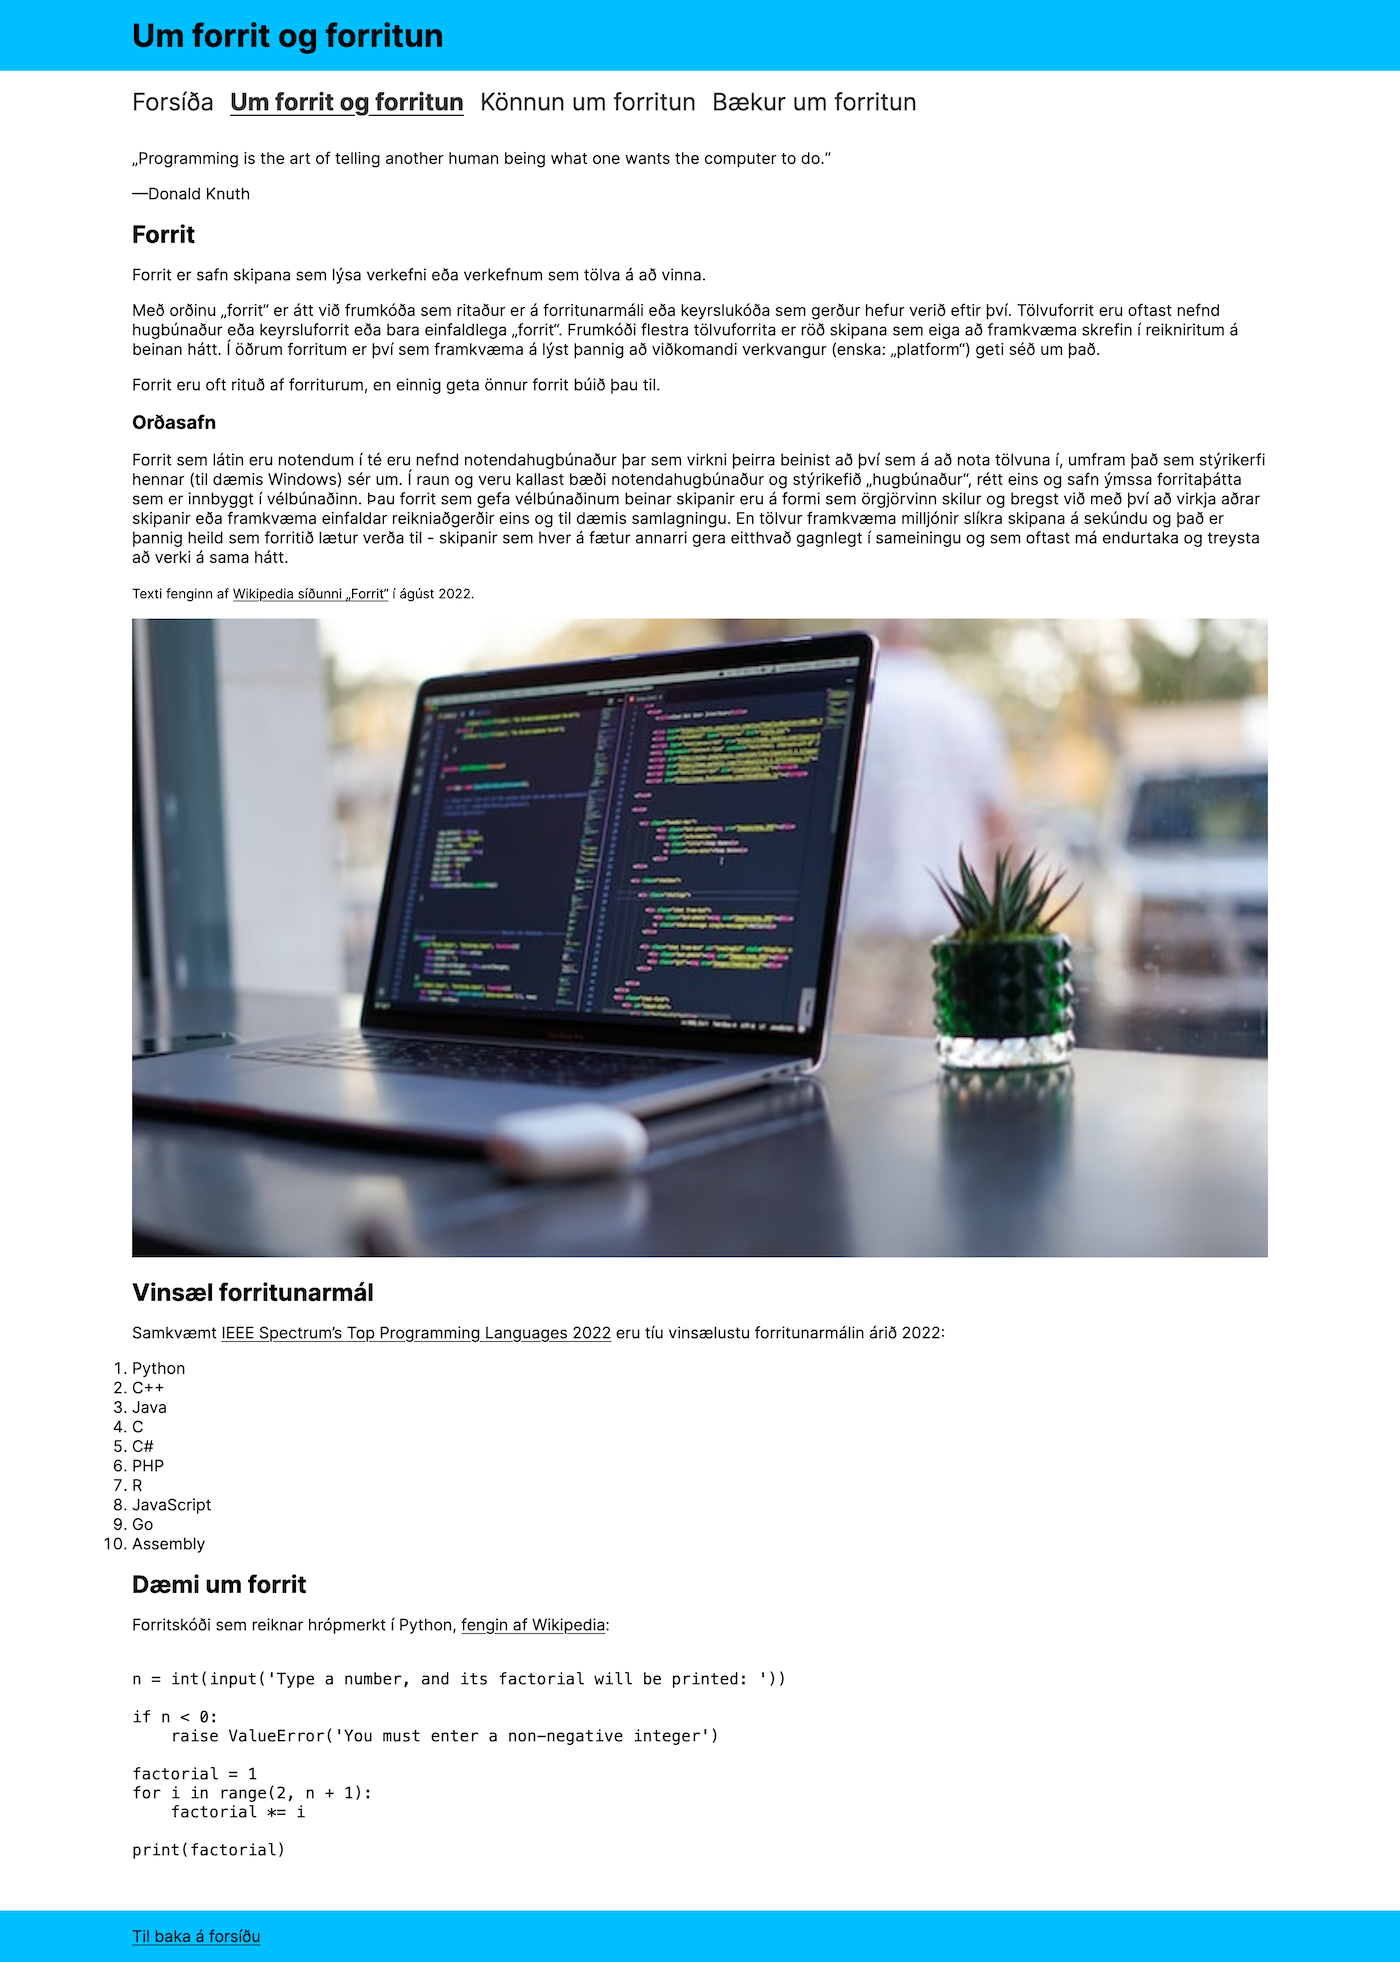 Um forrit og forritun
Forsíða Um forrit og forritun Könnun um forritun Bækur um forritun
„Programming is the art of telling another human being what one wants the computer to do.“
—Donald Knuth
Forrit
Forrit er safn skipana sem lýsa verkefni eða verkefnum sem tölva á að vinna.
Með orðinu „forrit“ er átt við frumkóða sem ritaður er á forritunarmáli eða keyrslukóða sem gerður hefur verið eftir því. Tölvuforrit eru oftast nefnd
hugbúnaður eða keyrsluforrit eða bara einfaldlega „forrit“. Frumkóði flestra tölvuforrita er röð skipana sem eiga að framkvæma skrefin í reikniritum á
beinan hátt. Í öðrum forritum er því sem framkvæma á lýst þannig að viðkomandi verkvangur (enska: „platform“) geti séð um það.
Forrit eru oft rituð af forriturum, en einnig geta önnur forrit búið þau til.
Orðasafn
Forrit sem látin eru notendum í té eru nefnd notendahugbúnaður þar sem virkni þeirra beinist að því sem á að nota tölvuna í, umfram það sem stýrikerfi
hennar (til dæmis Windows) sér um. Í raun og veru kallast bæði notendahugbúnaður og stýrikefið „hugbúnaður“, rétt eins og safn ýmssa forritaþátta
sem er innbyggt í vélbúnaðinn. Þau forrit sem gefa vélbúnaðinum beinar skipanir eru á formi sem örgjörvinn skilur og bregst við með því að virkja aðrar
skipanir eða framkvæma einfaldar reikniaðgerðir eins og til dæmis samlagningu. En tölvur framkvæma milljónir slíkra skipana á sekúndu og það er
þannig heild sem forritið lætur verða til - skipanir sem hver á fætur annarri gera eitthvað gagnlegt í sameiningu og sem oftast má endurtaka og treysta
að verki á sama hátt.
Texti fenginn af Wikipedia síðunni „Forrit“ í ágúst 2022.
Vinsæl forritunarmál
Samkvæmt IEEE Spectrum’s Top Programming Languages 2022 eru tíu vinsælustu forritunarmálin árið 2022:
1. Python
2. C++
3. Java
4. C
5. C#
6. PHP
7. R
8. JavaScript
9. Go
10. Assembly
Dæmi um forrit
Forritskóði sem reiknar hrópmerkt í Python, fengin af Wikipedia:
n = int(input('Type a number, and its factorial will be printed: '))
if n < 0:
    raise ValueError('You must enter a non-negative integer')
factorial = 1
for i in range(2, n + 1):
    factorial *= i
print(factorial)
Til baka á forsíðu